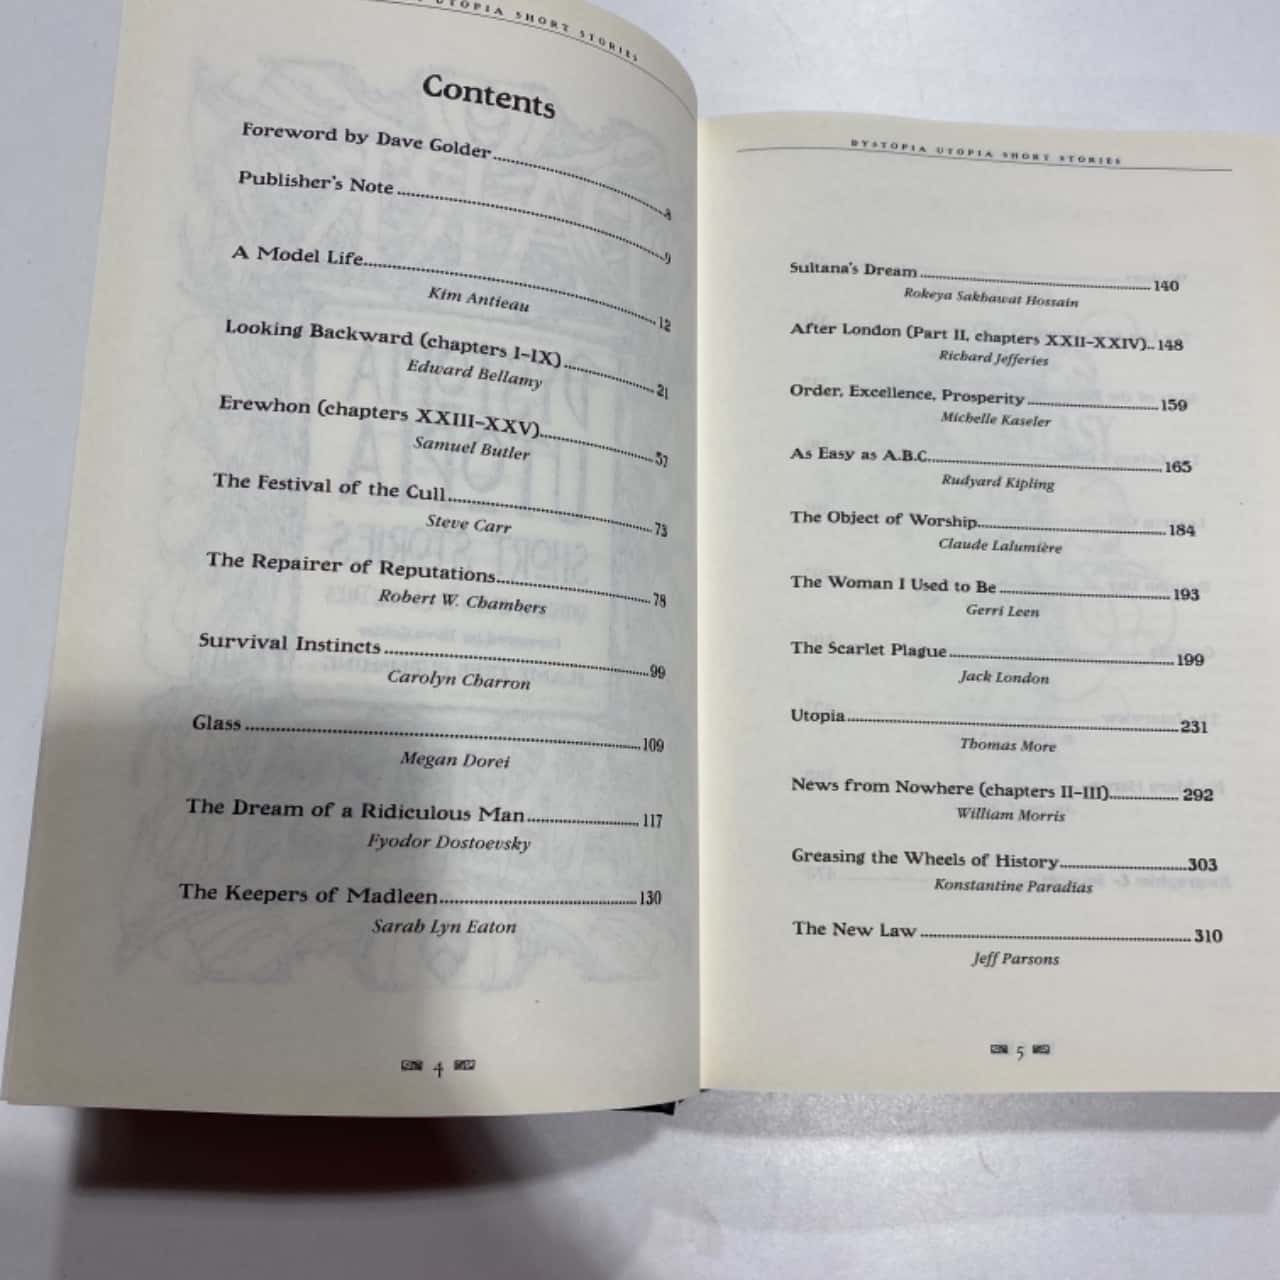 UTOPIA SHORT STORIES
Contents
Foreword by Dave Golder 8
Publisher's Note 9
A Model Life 12
Kim Antieau
Looking Backward (chapters I–IX) 21
Edward Bellamy
Erewhon (chapters XXIII–XXV) 57
Samuel Butler
The Festival of the Cull 73
Steve Carr
The Repairer of Reputations 78
Robert W. Chambers
Survival Instincts 99
Carolyn Charron
Glass 109
Megan Dorei
The Dream of a Ridiculous Man 117
Fyodor Dostoevsky
The Keepers of Madleen 130
Sarah Lyn Eaton
4
DYSTOPIA UTOPIA SHORT STORIES
Sultana's Dream 140
Rokeya Sakhawat Hossain
After London (Part II, chapters XXII–XXIV) 148
Richard Jefferies
Order, Excellence, Prosperity 159
Michelle Kaseler
As Easy as A.B.C. 165
Rudyard Kipling
The Object of Worship 184
Claude Lalumière
The Woman I Used to Be 193
Gerri Leen
The Scarlet Plague 199
Jack London
Utopia 231
Thomas More
News from Nowhere (chapters II–III) 292
William Morris
Greasing the Wheels of History 303
Konstantine Paradias
The New Law 310
Jeff Parsons
5